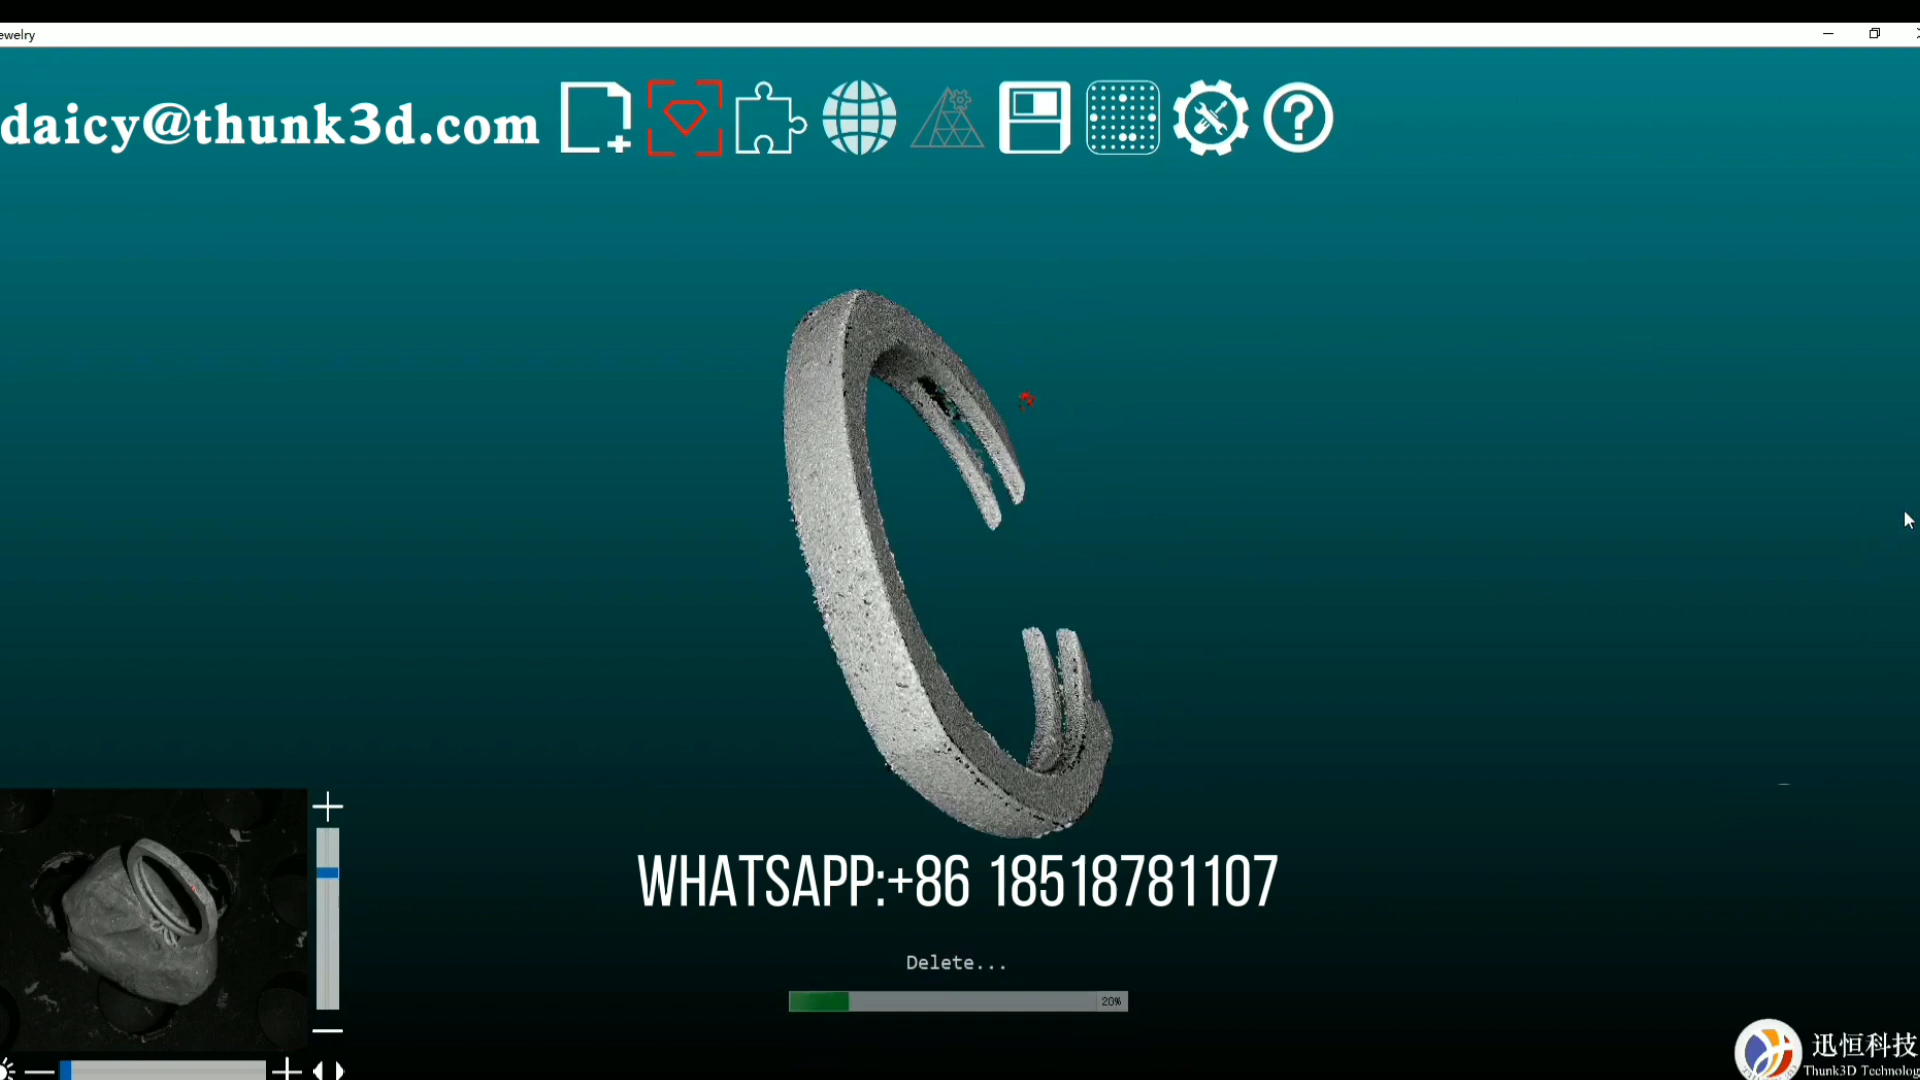 ewelry
daicy@thunk3d.com
WHATSAPP:+86 18518781107
Delete...
20%
迅恒科技
Thunk3D Technolog